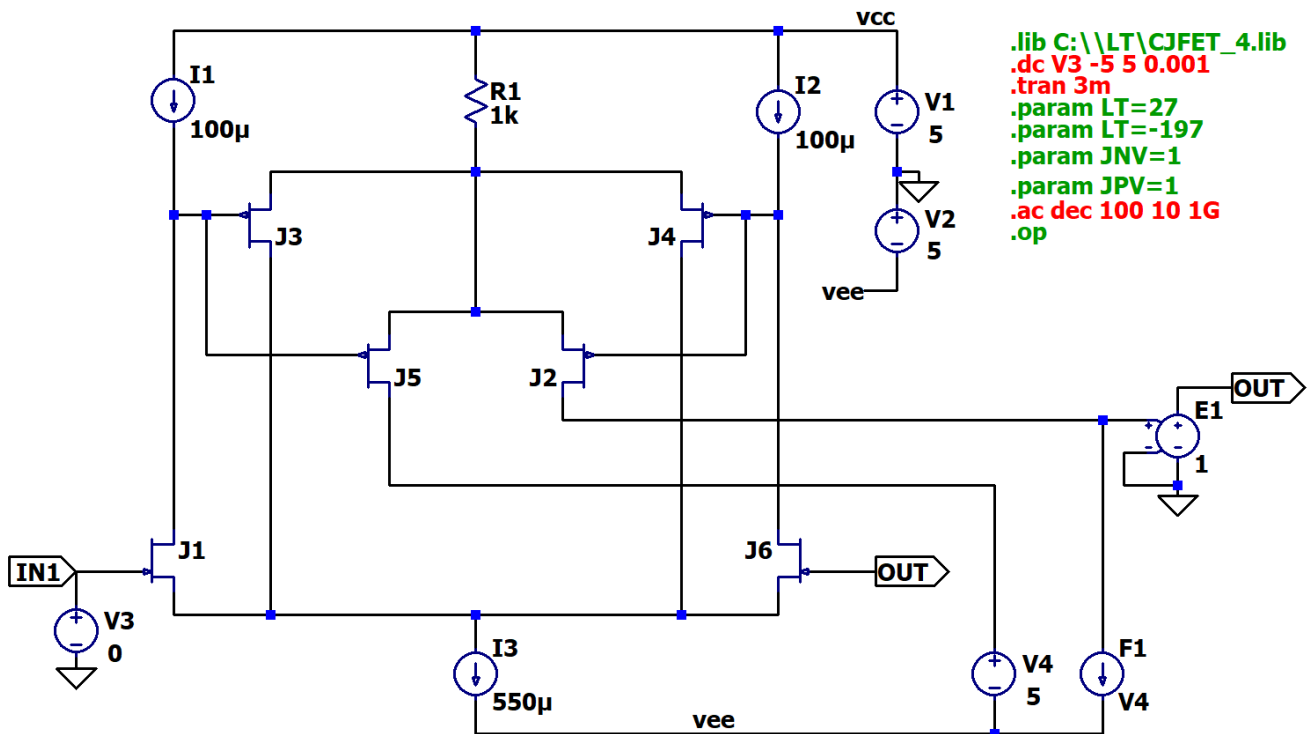 vcc
.lib C:\\LT\CJFET_4.lib
.dc V3 -5 5 0.001
.tran 3m
.param LT=27
.param LT=-197
.param JNV=1
.param JPV=1
.ac dec 100 10 1G
.op
I1
100µ
R1
1k
I2
100µ
V1
5
V2
5
vee
J3
J4
J5
J2
OUT
E1
1
J1
J6
IN1
OUT
V3
0
I3
550µ
V4
5
F1
V4
vee